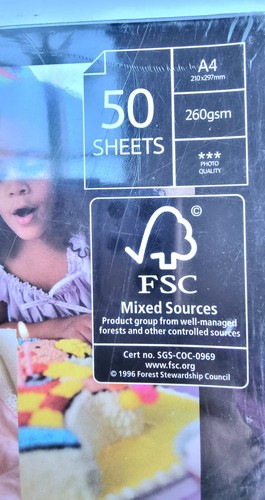 50
SHEETS
A4
210x297mm
260gsm
***
PHOTO
QUALITY
©
FSC
Mixed Sources
Product group from well-managed
forests and other controlled sources
Cert no. SGS-COC-0969
www.fsc.org
© 1996 Forest Stewardship Council